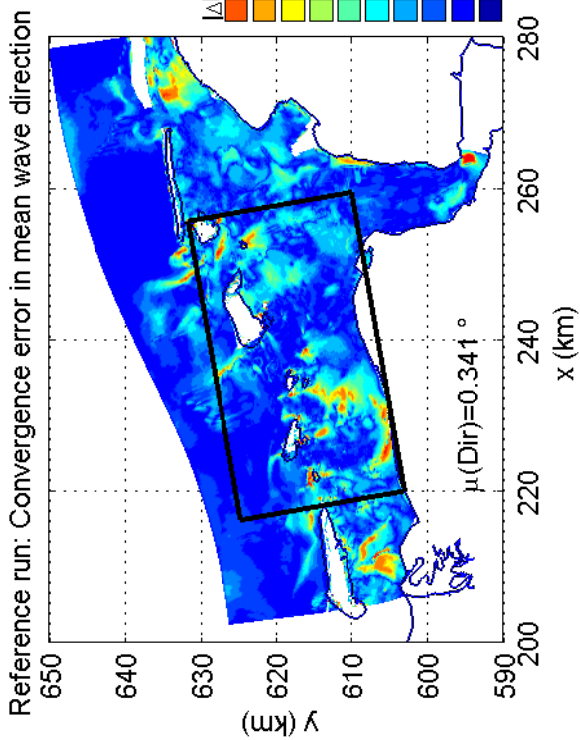 Reference run: Convergence error in mean wave direction
|Δ
650
640
630
620
610
600
590
y (km)
μ(Dir)=0.341 °
200
220
240
260
280
x (km)